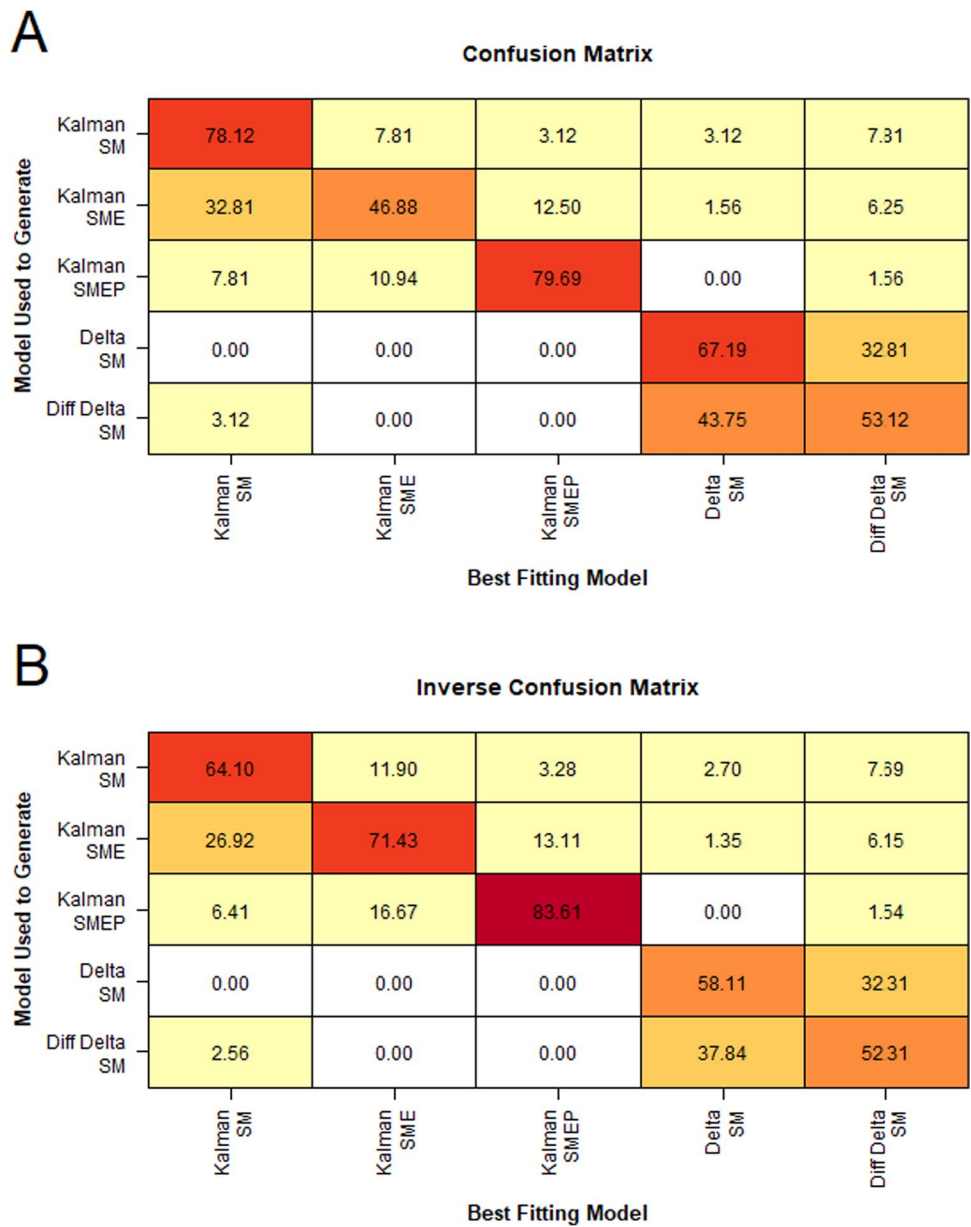 A
Confusion Matrix
Model Used to Generate
Kalman
SM
78.12 7.81 3.12 3.12 7.81
Kalman
SME
32.81 46.88 12.50 1.56 6.25
Kalman
SMEP
7.81 10.94 79.69 0.00 1.56
Delta
SM
0.00 0.00 0.00 67.19 32.81
Diff Delta
SM
3.12 0.00 0.00 43.75 53.12
Kalman
SM
Kalman
SME
Kalman
SMEP
Delta
SM
Diff Delta
SM
Best Fitting Model
B
Inverse Confusion Matrix
Model Used to Generate
Kalman
SM
64.10 11.90 3.28 2.70 7.69
Kalman
SME
26.92 71.43 13.11 1.35 6.15
Kalman
SMEP
6.41 16.67 83.61 0.00 1.54
Delta
SM
0.00 0.00 0.00 58.11 32.31
Diff Delta
SM
2.56 0.00 0.00 37.84 52.31
Kalman
SM
Kalman
SME
Kalman
SMEP
Delta
SM
Diff Delta
SM
Best Fitting Model